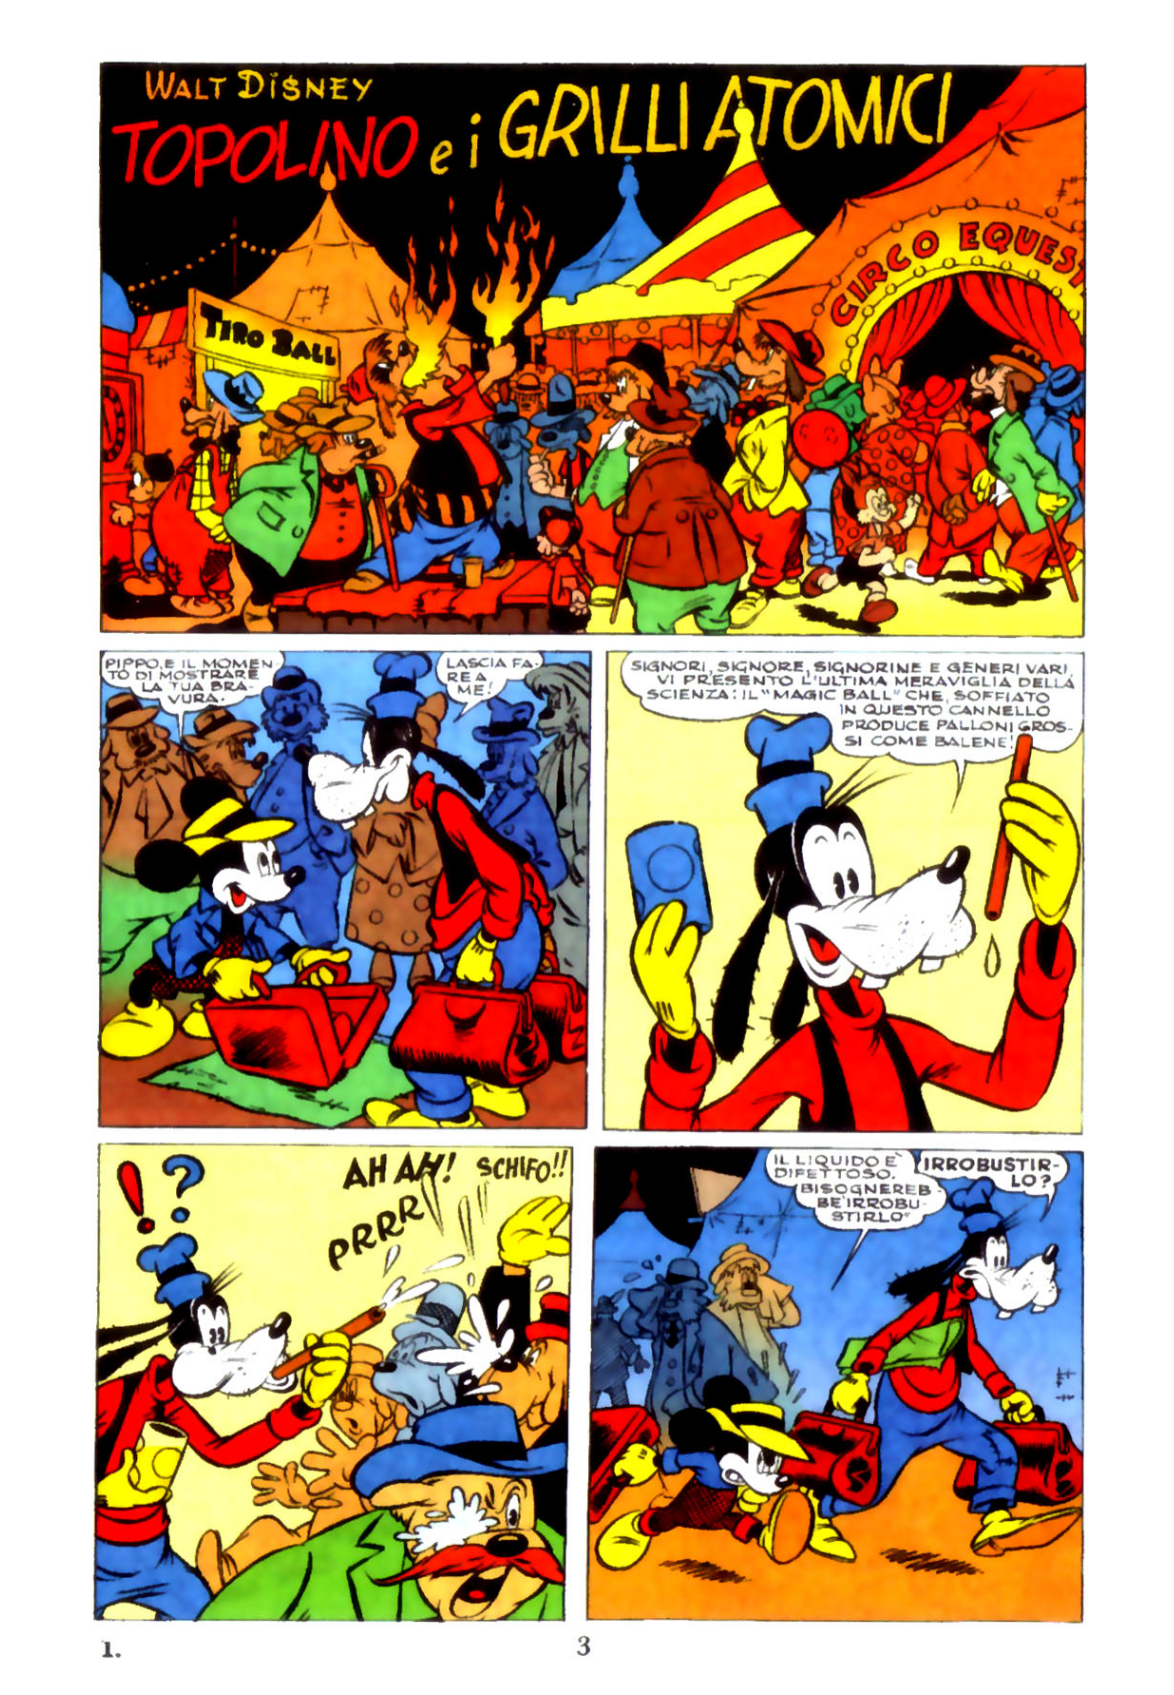 WALT DISNEY
TOPOLINO e i GRILLI ATOMICI
CIRCO EQUEST
TIRO BALL
PIPPO, E IL MOMEN-
TO DI MOSTRARE
LA TUA BRA-
VURA.
LASCIA FA-
RE A
ME!
SIGNORI, SIGNORE, SIGNORINE E GENERI VARI,
VI PRESENTO L'ULTIMA MERAVIGLIA DELLA
SCIENZA: IL "MAGIC BALL" CHE, SOFFIATO
IN QUESTO CANNELLO
PRODUCE PALLONI GROS-
SI COME BALENE!
! ?
AH AH!
SCHIFO!!
PRRR
IL LIQUIDO E'
DIFETTOSO.
BISOGNEREB-
BE IRROBU-
STIRLO"
IRROBUSTIR-
LO?
1.
3